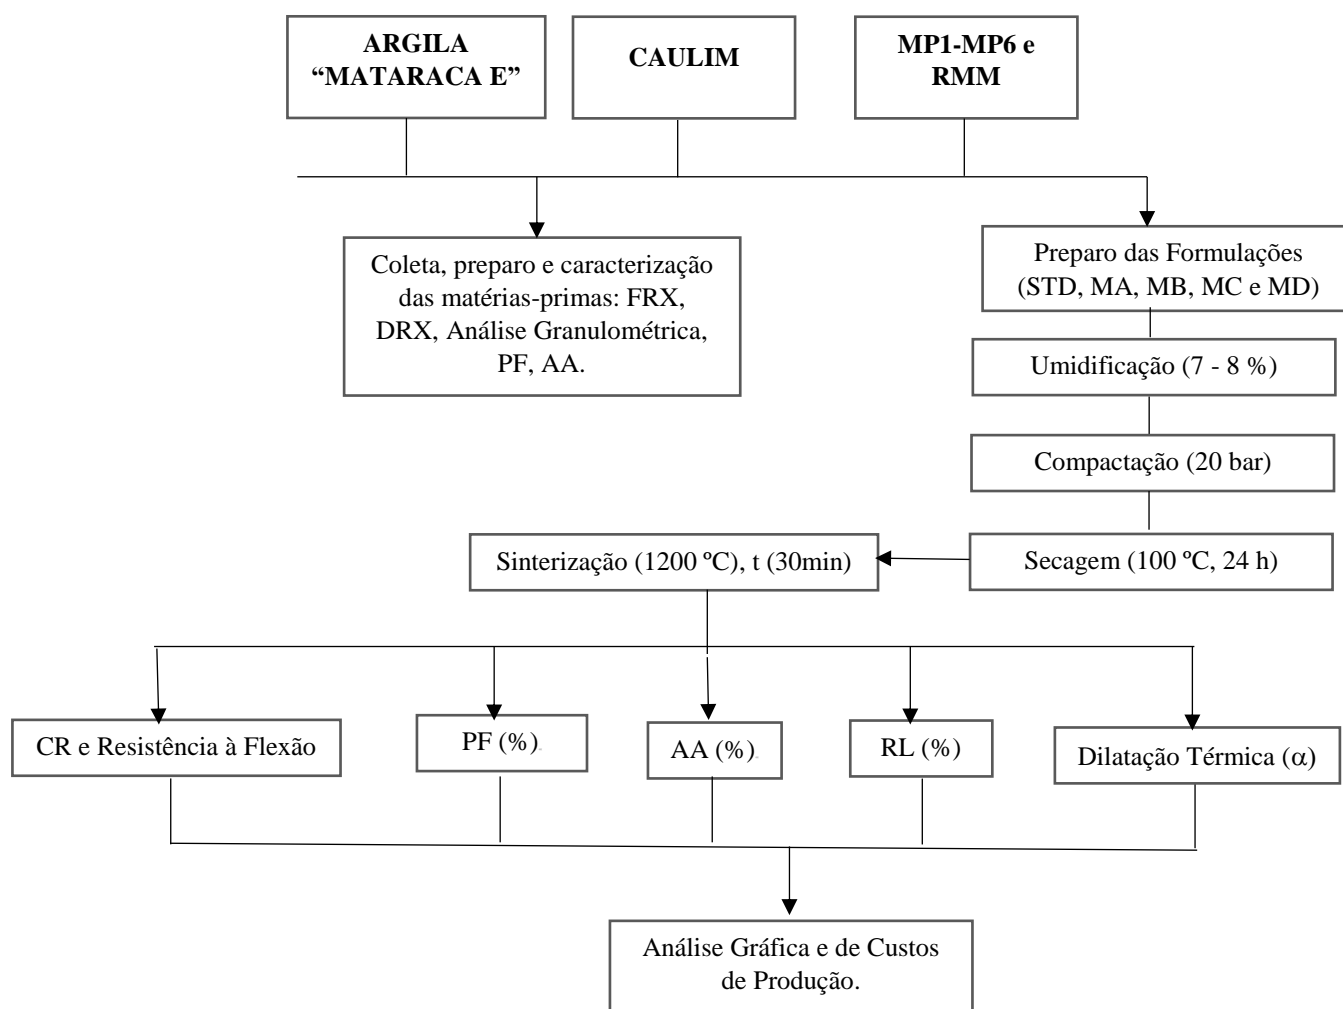 ARGILA
“MATARACA E”
CAULIM
MP1-MP6 e
RMM
Coleta, preparo e caracterização
das matérias-primas: FRX,
DRX, Análise Granulométrica,
PF, AA.
Preparo das Formulações
(STD, MA, MB, MC e MD)
Umidificação (7 - 8 %)
Compactação (20 bar)
Secagem (100 ºC, 24 h)
Sinterização (1200 ºC), t (30min)
CR e Resistência à Flexão
PF (%)
AA (%)
RL (%)
Dilatação Térmica (α)
Análise Gráfica e de Custos
de Produção.